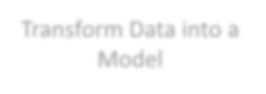 Transform Data into a
Model